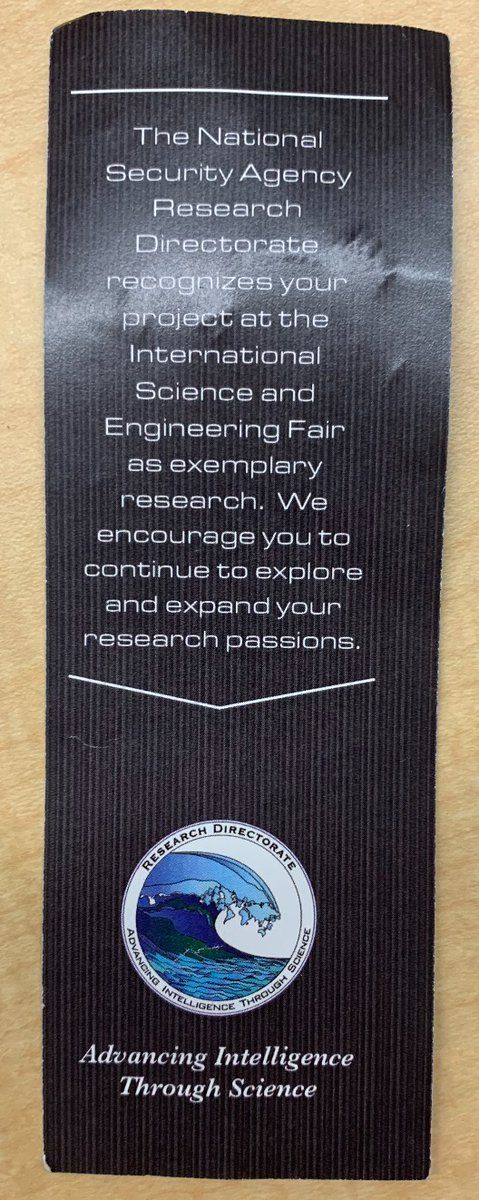 The National
Security Agency
Research
Directorate
recognizes your
project at the
International
Science and
Engineering Fair
as exemplary
research. We
encourage you to
continue to explore
and expand your
research passions.
RESEARCH DIRECTORATE
ADVANCING INTELLIGENCE THROUGH SCIENCE
Advancing Intelligence
Through Science